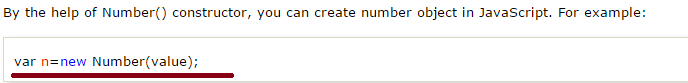 By the help of Number() constructor, you can create number object in JavaScript. For example:
var n=new Number(value);